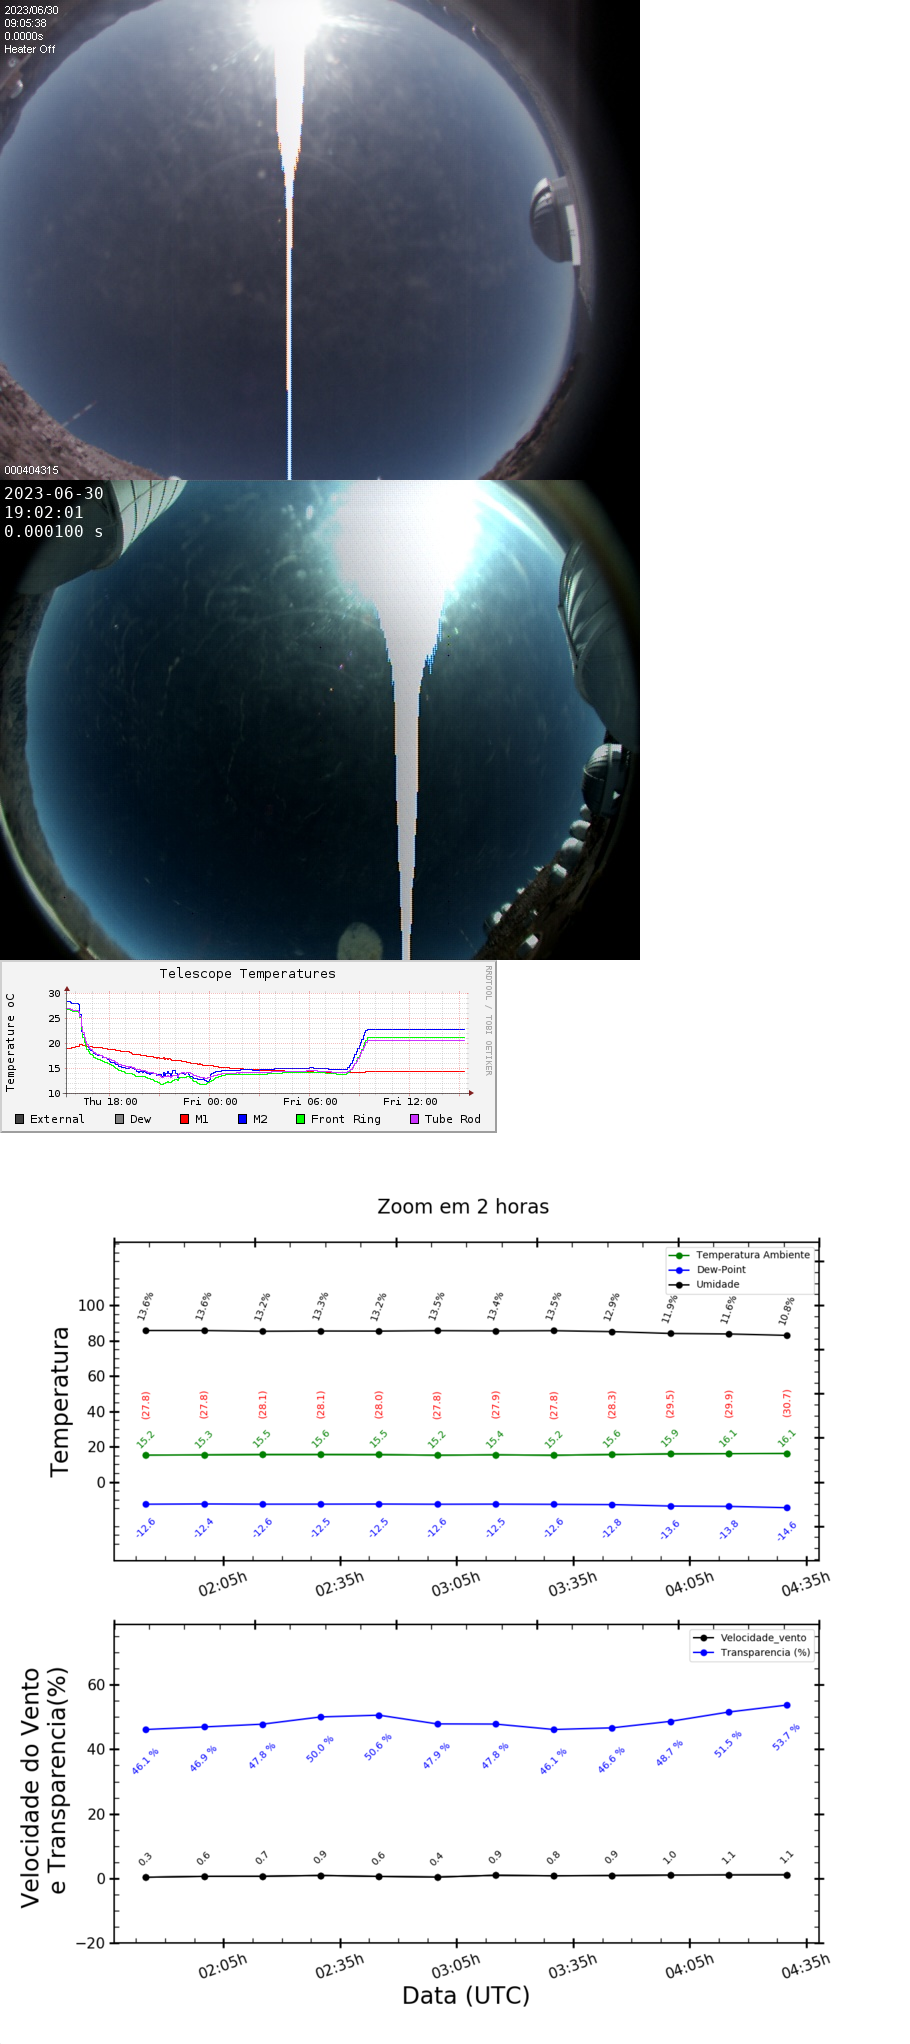 2023/06/30
09:05:38
0.0000s
Heater Off
000404315
2023-06-30
19:02:01
0.000100 s
Telescope Temperatures
RRDTOOL / TOBI OETIKER
Temperature oC
30
25
20
15
10
Thu 18:00 Fri 00:00 Fri 06:00 Fri 12:00
External Dew M1 M2 Front Ring Tube Rod
Zoom em 2 horas
Temperatura Ambiente
Dew-Point
Umidade
Temperatura
100
80
60
40
20
0
13.6% 13.6% 13.2% 13.3% 13.2% 13.5% 13.4% 13.5% 12.9% 11.9% 11.6% 10.8%
(27.8) (27.8) (28.1) (28.1) (28.0) (27.8) (27.9) (27.8) (28.3) (29.5) (29.9) (30.7)
15.2 15.3 15.5 15.6 15.5 15.2 15.4 15.2 15.6 15.9 16.1 16.1
-12.6 -12.4 -12.6 -12.5 -12.5 -12.6 -12.5 -12.6 -12.8 -13.6 -13.8 -14.6
02:05h 02:35h 03:05h 03:35h 04:05h 04:35h
Velocidade_vento
Transparencia (%)
Velocidade do Vento
e Transparencia(%)
60
40
20
0
−20
46.1 % 46.9 % 47.8 % 50.0 % 50.6 % 47.9 % 47.8 % 46.1 % 46.6 % 48.7 % 51.5 % 53.7 %
0.3 0.6 0.7 0.9 0.6 0.4 0.9 0.8 0.9 1.0 1.1 1.1
02:05h 02:35h 03:05h 03:35h 04:05h 04:35h
Data (UTC)